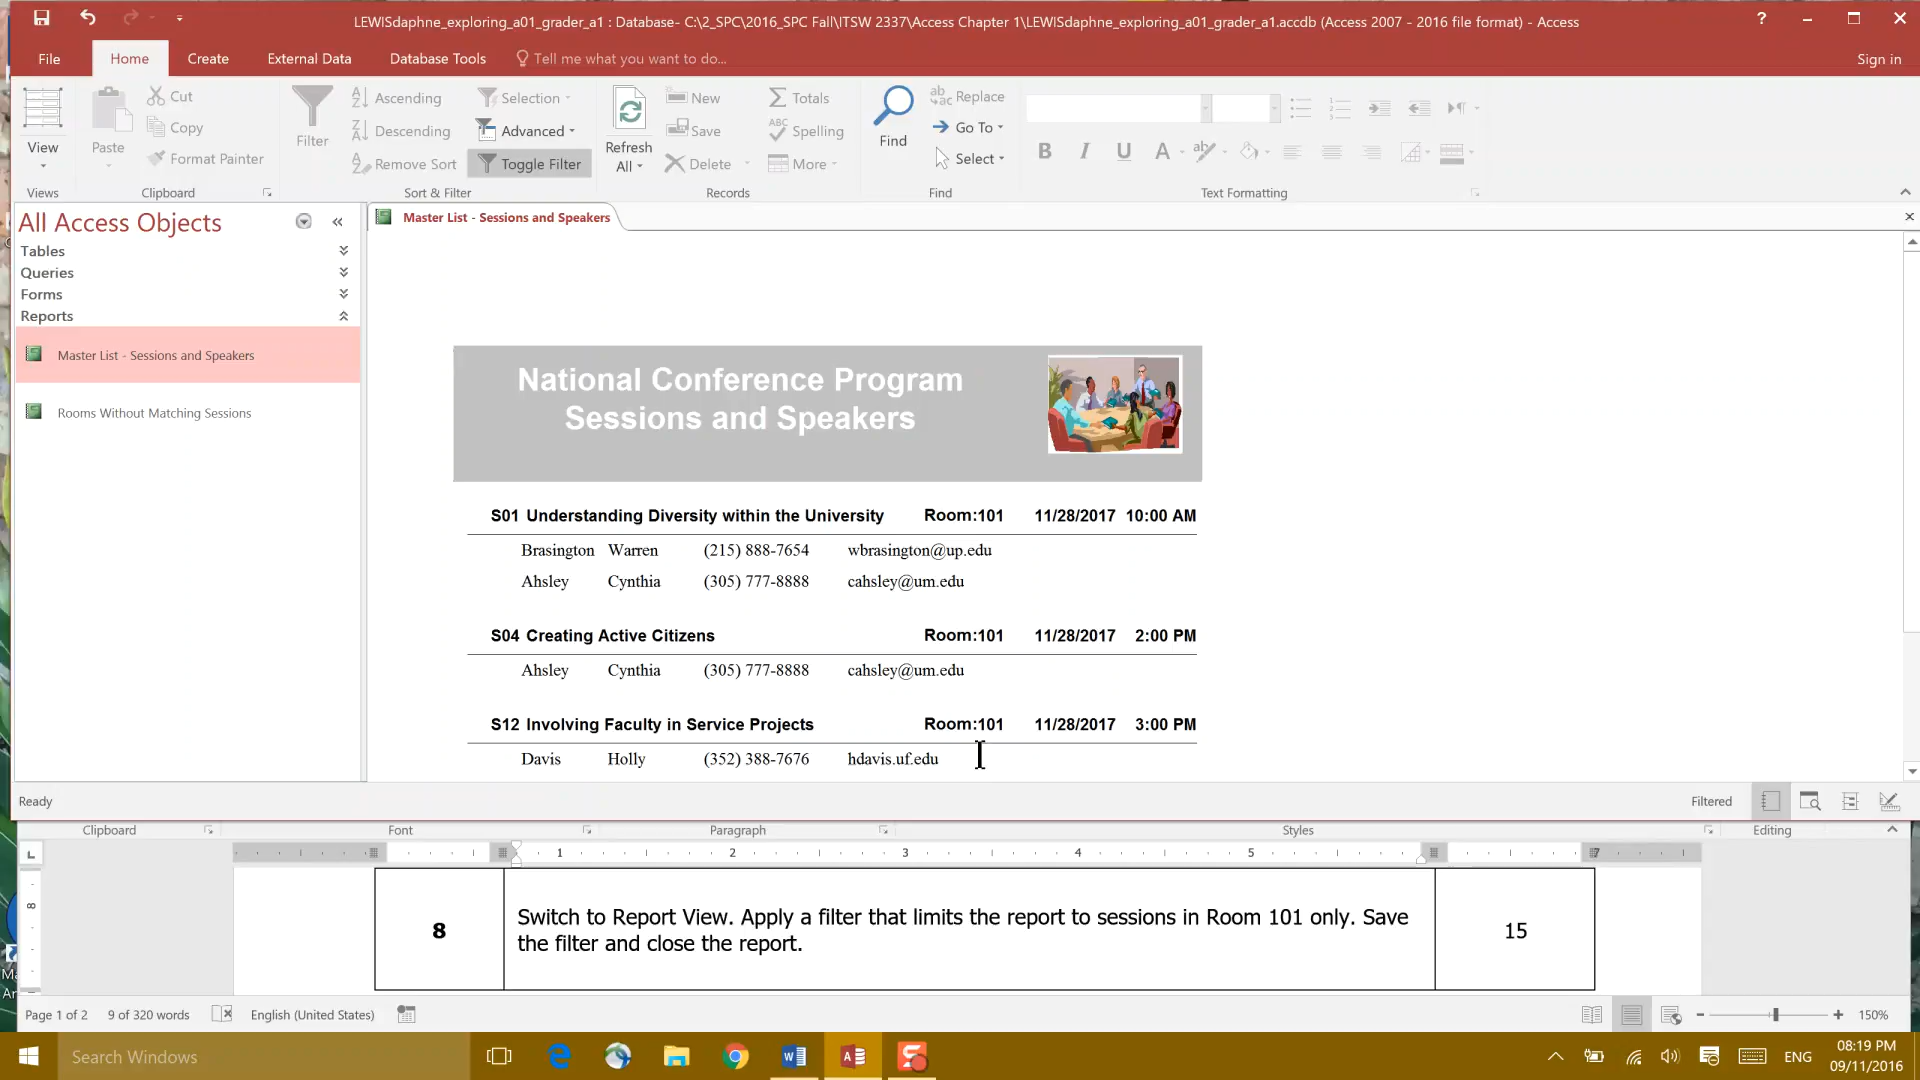 LEWISdaphne_exploring_a01_grader_a1 : Database- C:\2_SPC\2016_SPC Fall\ITSW 2337\Access Chapter 1\LEWISdaphne_exploring_a01_grader_a1.accdb (Access 2007 - 2016 file format) - Access
File Home Create External Data Database Tools Tell me what you want to do... Sign in
View
Views
Paste
Cut
Copy
Format Painter
Clipboard
Filter
Ascending
Descending
Remove Sort
Selection
Advanced
Toggle Filter
Sort & Filter
Refresh
All
New
Save
Delete
Totals
Spelling
More
Records
Find
Replace
Go To
Select
Find
Text Formatting
All Access Objects
Tables
Queries
Forms
Reports
Master List - Sessions and Speakers
Rooms Without Matching Sessions
Master List - Sessions and Speakers
National Conference Program
Sessions and Speakers
S01 Understanding Diversity within the University Room:101 11/28/2017 10:00 AM
Brasington Warren (215) 888-7654 wbrasington@up.edu
Ahsley Cynthia (305) 777-8888 cahsley@um.edu
S04 Creating Active Citizens Room:101 11/28/2017 2:00 PM
Ahsley Cynthia (305) 777-8888 cahsley@um.edu
S12 Involving Faculty in Service Projects Room:101 11/28/2017 3:00 PM
Davis Holly (352) 388-7676 hdavis.uf.edu
Ready Filtered
Clipboard Font Paragraph Styles Editing
1 2 3 4 5 7
8
8 Switch to Report View. Apply a filter that limits the report to sessions in Room 101 only. Save 15
the filter and close the report.
Page 1 of 2 9 of 320 words English (United States) 150%
Search Windows ENG 08:19 PM
09/11/2016